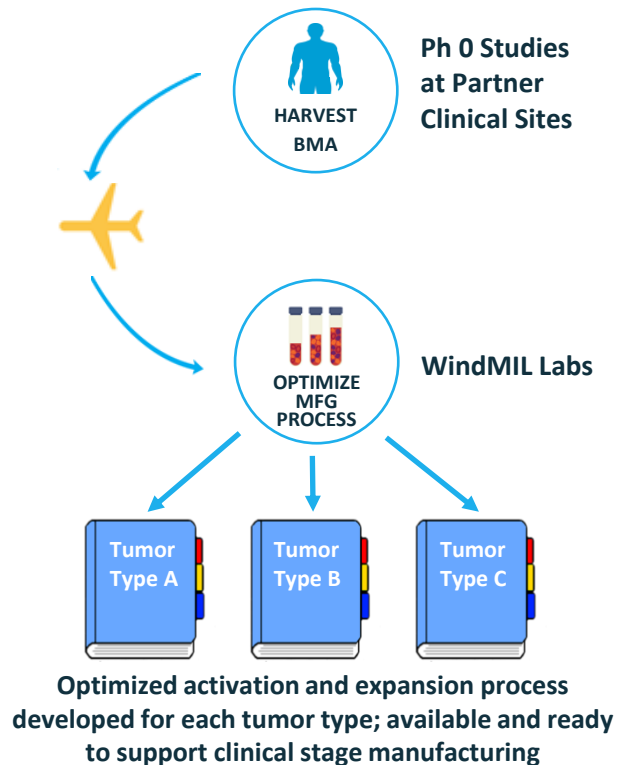 Ph 0 Studies
at Partner
Clinical Sites
HARVEST
BMA
WindMIL Labs
OPTIMIZE
MFG
PROCESS
Tumor
Type A
Tumor
Type B
Tumor
Type C
Optimized activation and expansion process
developed for each tumor type; available and ready
to support clinical stage manufacturing